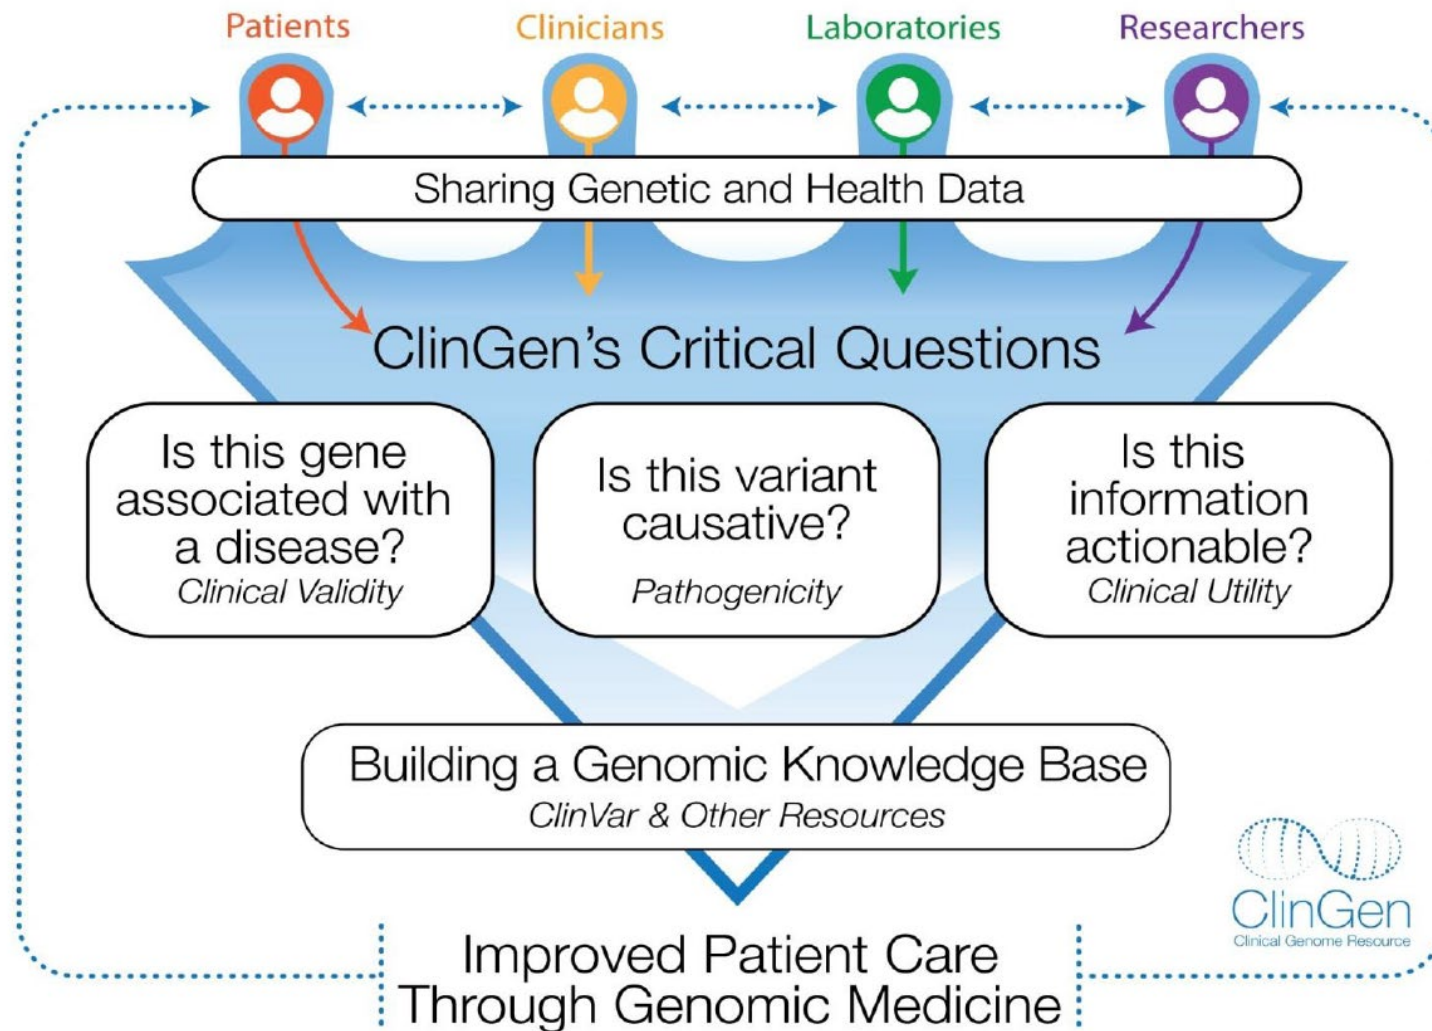 Patients
Clinicians
Laboratories
Researchers
Sharing Genetic and Health Data
ClinGen's Critical Questions
Is this gene
associated with
a disease?
Clinical Validity
Is this variant
causative?
Pathogenicity
Is this
information
actionable?
Clinical Utility
Building a Genomic Knowledge Base
ClinVar & Other Resources
ClinGen
Clinical Genome Resource
Improved Patient Care
Through Genomic Medicine